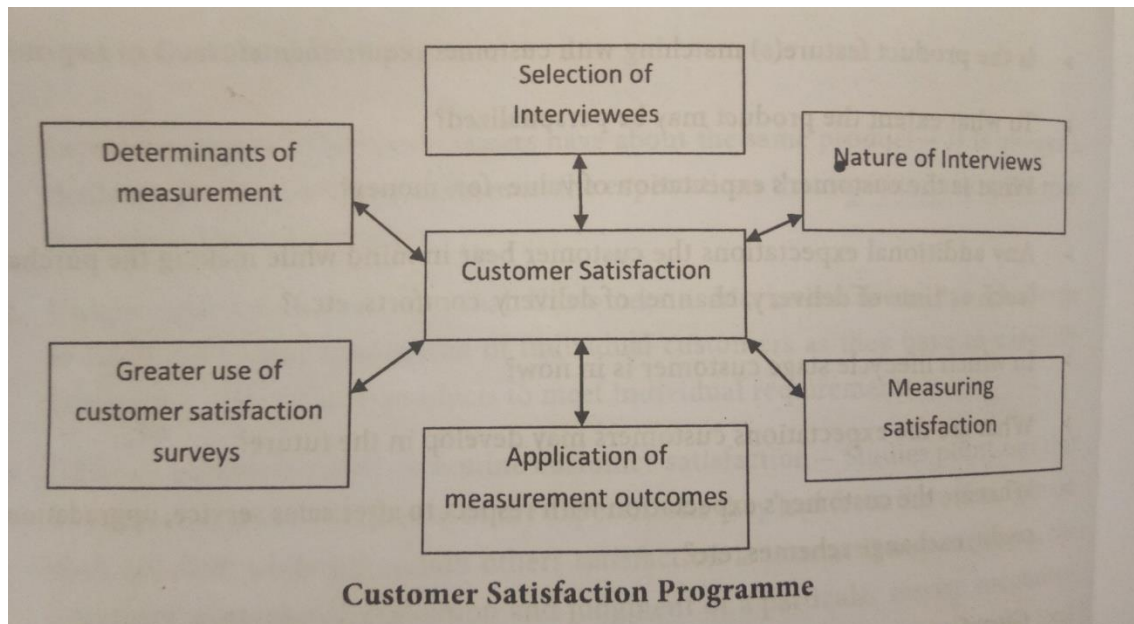 Selection of
Interviewees
Determinants of
measurement
Nature of Interviews
Customer Satisfaction
Greater use of
customer satisfaction
surveys
Measuring
satisfaction
Application of
measurement outcomes
Customer Satisfaction Programme